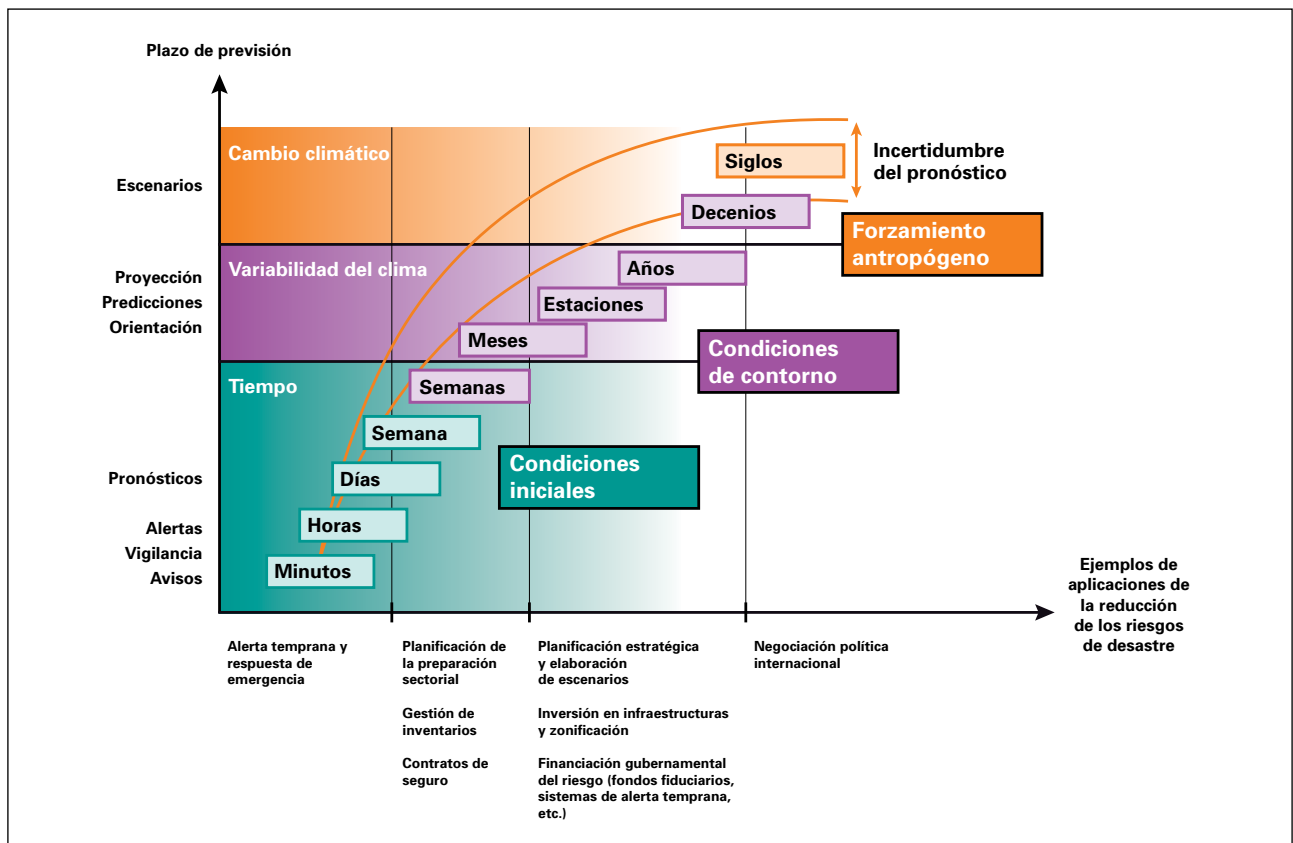 Plazo de previsión
Cambio climático
Escenarios
Siglos
Incertidumbre
del pronóstico
Decenios
Forzamiento
antropógeno
Variabilidad del clima
Años
Proyección
Predicciones
Orientación
Estaciones
Meses
Condiciones
de contorno
Tiempo
Semanas
Semana
Condiciones
iniciales
Pronósticos
Días
Alertas
Vigilancia
Avisos
Horas
Minutos
Ejemplos de
aplicaciones de
la reducción
de los riesgos
de desastre
Alerta temprana y
respuesta de
emergencia
Planificación de
la preparación
sectorial
Gestión de
inventarios
Contratos de
seguro
Planificación estratégica
y elaboración
de escenarios
Inversión en infraestructuras
y zonificación
Financiación gubernamental
del riesgo (fondos fiduciarios,
sistemas de alerta temprana,
etc.)
Negociación política
internacional